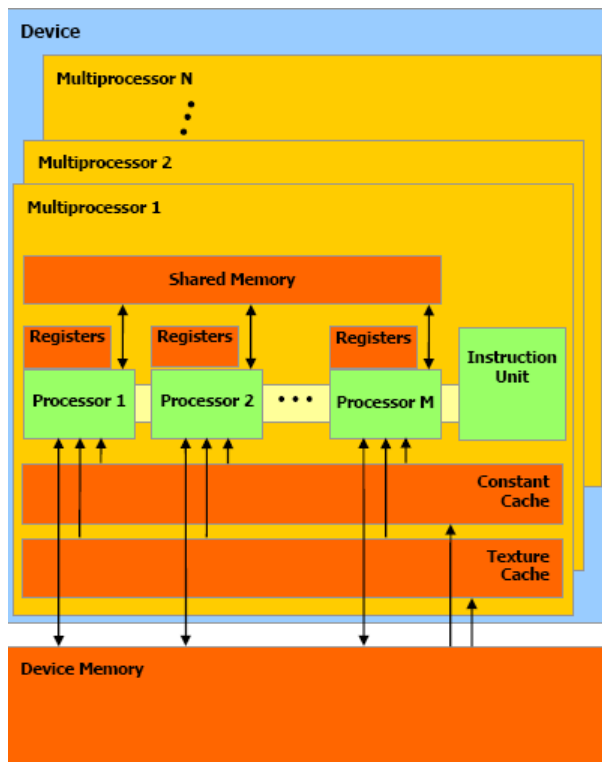 Device
Multiprocessor N
Multiprocessor 2
Multiprocessor 1
Shared Memory
Registers
Registers
Registers
Instruction
Unit
Processor 1
Processor 2
Processor M
Constant
Cache
Texture
Cache
Device Memory